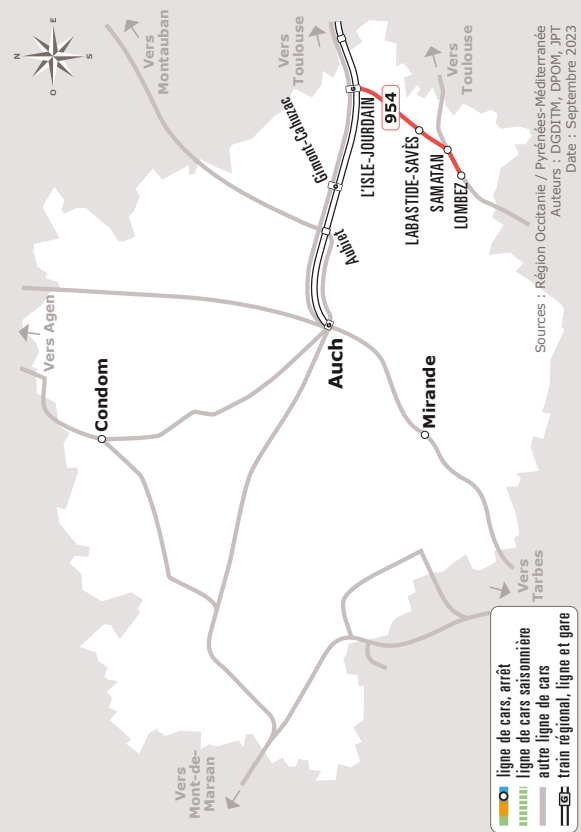 N
E
S
O
Vers
Montauban
Vers
Toulouse
Vers Agen
Condom
Gimont-Cahuzac
Aubiet
L'ISLE-JOURDAIN
954
LABASTIDE-SAVÈS
SAMATAN
LOMBEZ
Vers
Toulouse
Auch
Mirande
Vers
Mont-de-
Marsan
Vers
Tarbes
G
G
G
ligne de cars, arrêt
ligne de cars saisonnière
autre ligne de cars
G train régional, ligne et gare
Sources : Région Occitanie / Pyrénées-Méditerranée
Auteurs : DGDITM, DPOM, JPT
Date : Septembre 2023